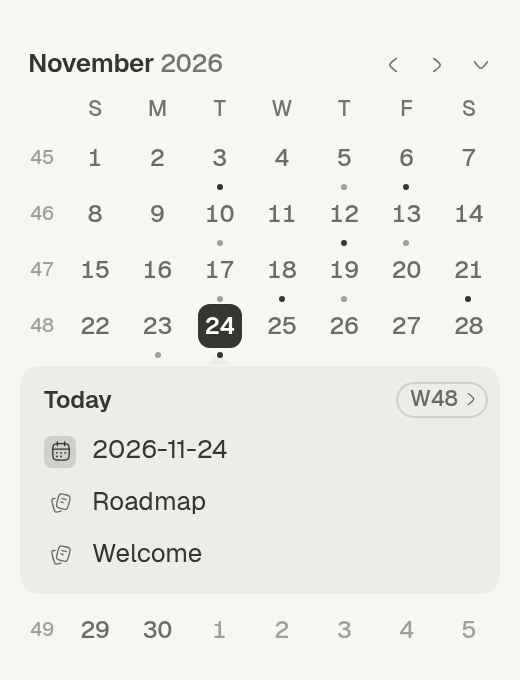 November 2026
S M T W T F S
45 1 2 3 4 5 6 7
46 8 9 10 11 12 13 14
47 15 16 17 18 19 20 21
48 22 23 24 25 26 27 28
Today W48
2026-11-24
Roadmap
Welcome
49 29 30 1 2 3 4 5